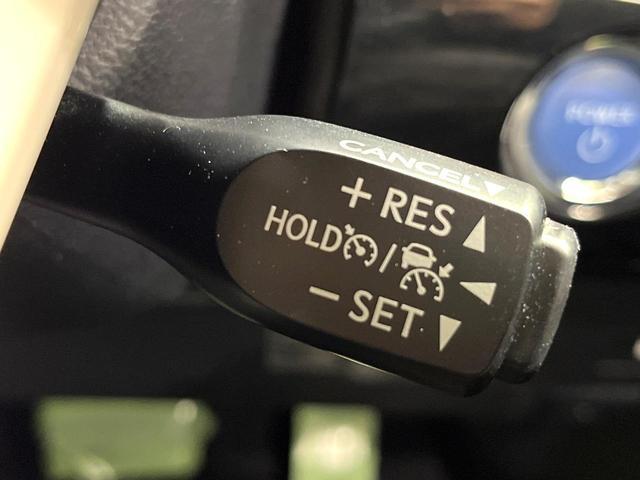 CANCEL
+ RES
HOLD /
- SET
POWER